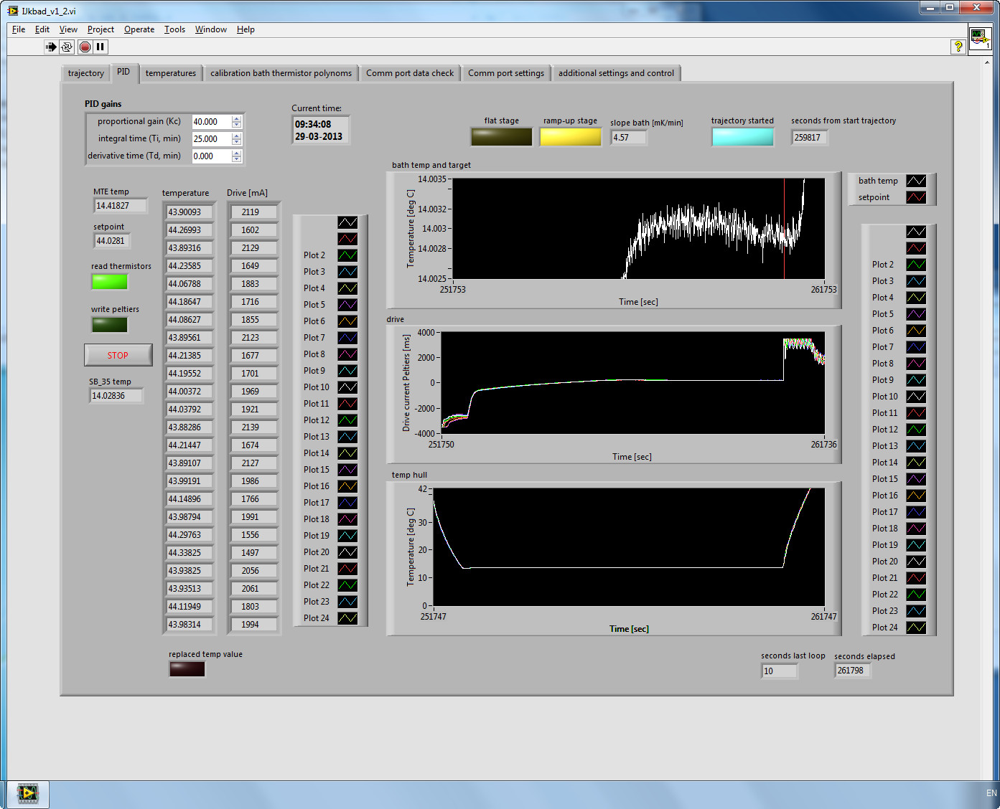 IJkbad_v1_2.vi
File Edit View Project Operate Tools Window Help
?
1
trajectory PID temperatures calibration bath thermistor polynoms Comm port data check Comm port settings additional settings and control
PID gains
proportional gain (Kc) 40.000
integral time (Ti, min) 25.000
derivative time (Td, min) 0.000
Current time:
09:34:08
29-03-2013
flat stage
ramp-up stage
slope bath [mK/min]
4.57
trajectory started
seconds from start trajectory
259817
MTE temp
14.41827
setpoint
44.0281
read thermistors
write peltiers
STOP
SB_35 temp
14.02836
temperature Drive [mA]
43.90093 2119
44.26993 1602
43.89316 2129
44.23585 1649
44.06788 1883
44.18647 1716
44.08627 1855
43.89561 2123
44.21385 1677
44.19552 1701
44.00372 1969
44.03792 1921
43.88286 2139
44.21447 1674
43.89107 2127
43.99191 1986
44.14896 1766
43.98794 1991
44.29763 1556
44.33825 1497
43.93825 2056
43.93513 2061
44.11949 1803
43.98314 1994
replaced temp value
Plot 2
Plot 3
Plot 4
Plot 5
Plot 6
Plot 7
Plot 8
Plot 9
Plot 10
Plot 11
Plot 12
Plot 13
Plot 14
Plot 15
Plot 16
Plot 17
Plot 18
Plot 19
Plot 20
Plot 21
Plot 22
Plot 23
Plot 24
bath temp and target
Temperature [deg C]
14.0035
14.0032
14.003
14.0028
14.0025
251753 261753
Time [sec]
bath temp
setpoint
drive
Drive current Peltiers [ms]
4000
2000
0
-2000
-4000
251750 261736
Time [sec]
temp hull
Temperature [deg C]
42
30
20
10
0
251747 261747
Time [sec]
Plot 2
Plot 3
Plot 4
Plot 5
Plot 6
Plot 7
Plot 8
Plot 9
Plot 10
Plot 11
Plot 12
Plot 13
Plot 14
Plot 15
Plot 16
Plot 17
Plot 18
Plot 19
Plot 20
Plot 21
Plot 22
Plot 23
Plot 24
seconds last loop
10
seconds elapsed
261798
EN